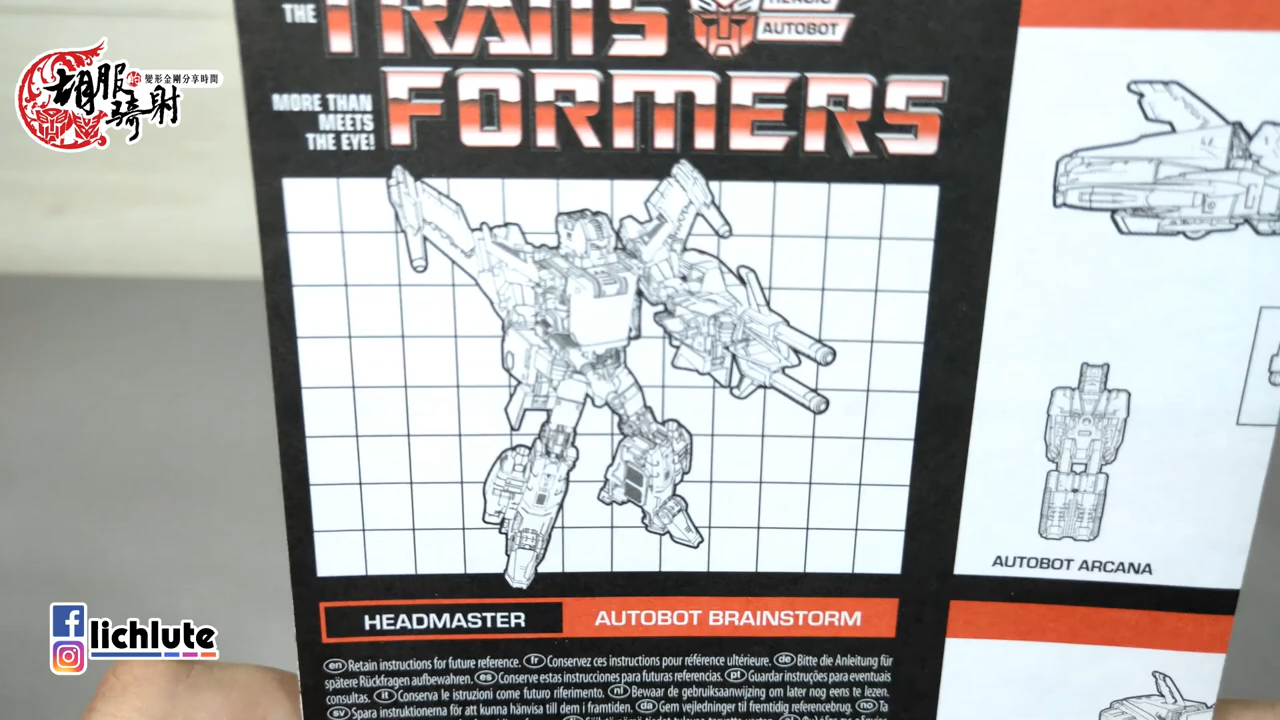 THE TRANS
HEROIC
AUTOBOT
FORMERS
MORE THAN
MEETS
THE EYE!
胡服
騎射
變形金剛分享時間
AUTOBOT ARCANA
HEADMASTER
AUTOBOT BRAINSTORM
lichlute
en Retain instructions for future reference. fr Conservez ces instructions pour référence ultérieure. de Bitte die Anleitung für
spätere Rückfragen aufbewahren. es Conserve estas instrucciones para futuras referencias. pt Guardar instruções para eventuais
consultas. it Conserva le istruzioni come futuro riferimento. nl Bewaar de gebruiksaanwijzing om later nog eens te lezen.
sv Spara instruktionerna för att kunna hänvisa till dem i framtiden. da Gem vejledninger til fremtidig referencebrug. no Ta